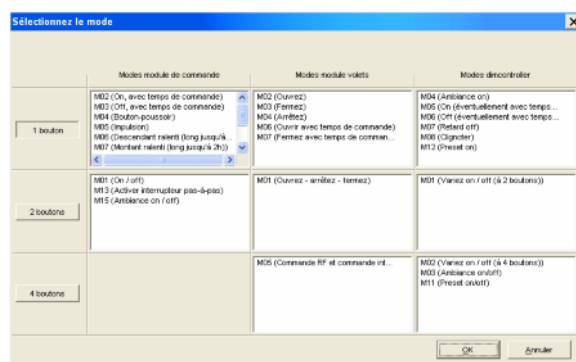 Sélectionnez le mode
Modes module de commande
Modes module volets
Modes dimcontroller
1 bouton
M02 (On, avec temps de commande)
M03 (Off, avec temps de commande)
M04 (Bouton-poussoir)
M05 (Impulsion)
M06 (Descendant ralenti (long jusqu'à...
M07 (Montant ralenti (long jusqu'à 2h))
M02 (Ouvrez)
M03 (Fermez)
M04 (Arrêtez)
M06 (Ouvrir avec temps de commande)
M07 (Fermez avec temps de comman...
M04 (Ambiance on)
M05 (On (éventuellement avec temps...
M06 (Off (éventuellement avec temps...
M07 (Retard off)
M08 (Clignoter)
M12 (Preset on)
2 boutons
M01 (On / off)
M13 (Activer interrupteur pas-à-pas)
M15 (Ambiance on / off)
M01 (Ouvrez - arrêtez - fermez)
M01 (Variez on / off (à 2 boutons))
4 boutons
M05 (Commande RF et commande inf...
M02 (Variez on / off (à 4 boutons))
M03 (Ambiance on/off)
M11 (Preset on/off)
OK
Annuler